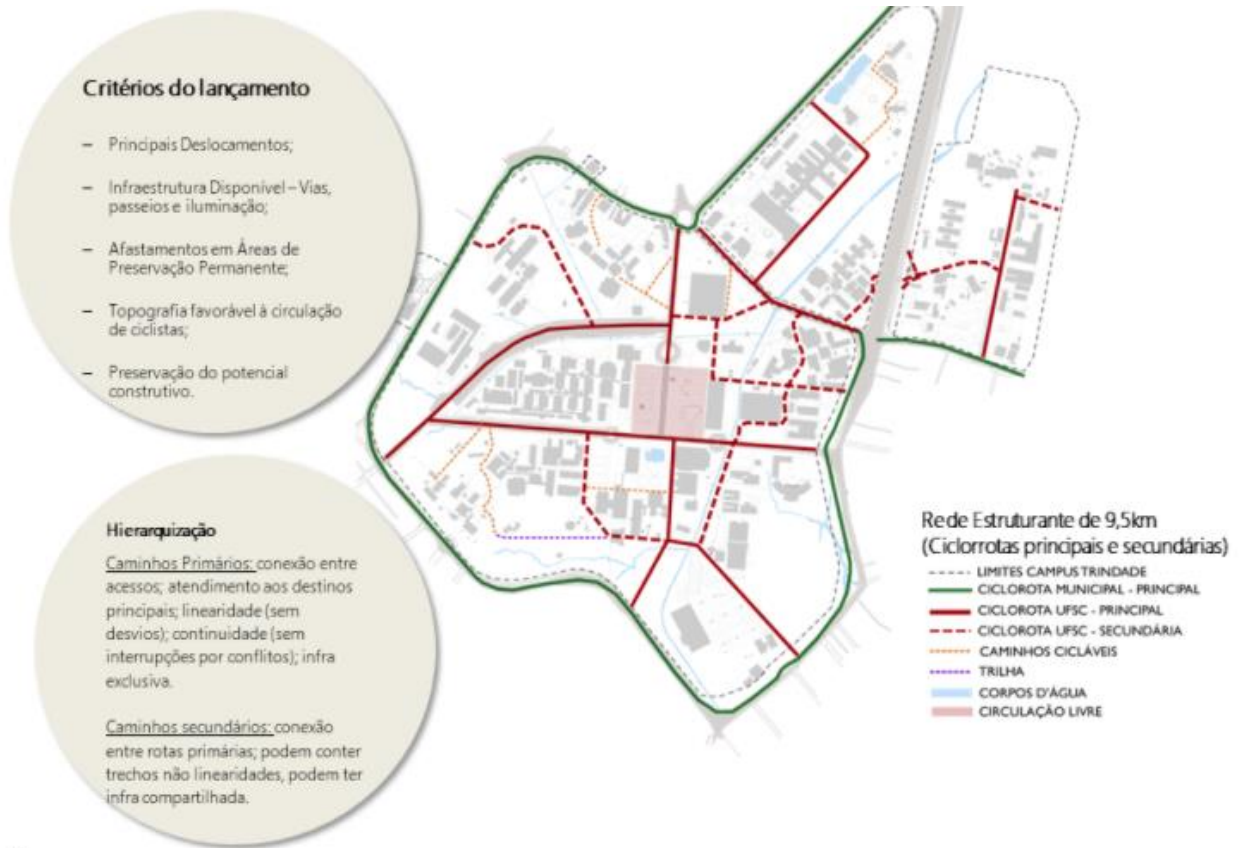 Critérios do lançamento
– Principais Deslocamentos;
– Infraestrutura Disponível – Vias,
passeios e iluminação;
– Afastamentos em Áreas de
Preservação Permanente;
– Topografia favorável à circulação
de ciclistas;
– Preservação do potencial
construtivo.
Hierarquização
Caminhos Primários: conexão entre
acessos; atendimento aos destinos
principais; linearidade (sem
desvios); continuidade (sem
interrupções por conflitos); infra
exclusiva.
Caminhos secundários: conexão
entre rotas primárias; podem conter
trechos não linearidades, podem ter
infra compartilhada.
Rede Estruturante de 9,5km
(Ciclorrotas principais e secundárias)
LIMITES CAMPUS TRINDADE
CICLOROTA MUNICIPAL - PRINCIPAL
CICLOROTA UFSC - PRINCIPAL
CICLOROTA UFSC - SECUNDÁRIA
CAMINHOS CICLÁVEIS
TRILHA
CORPOS D'ÁGUA
CIRCULAÇÃO LIVRE